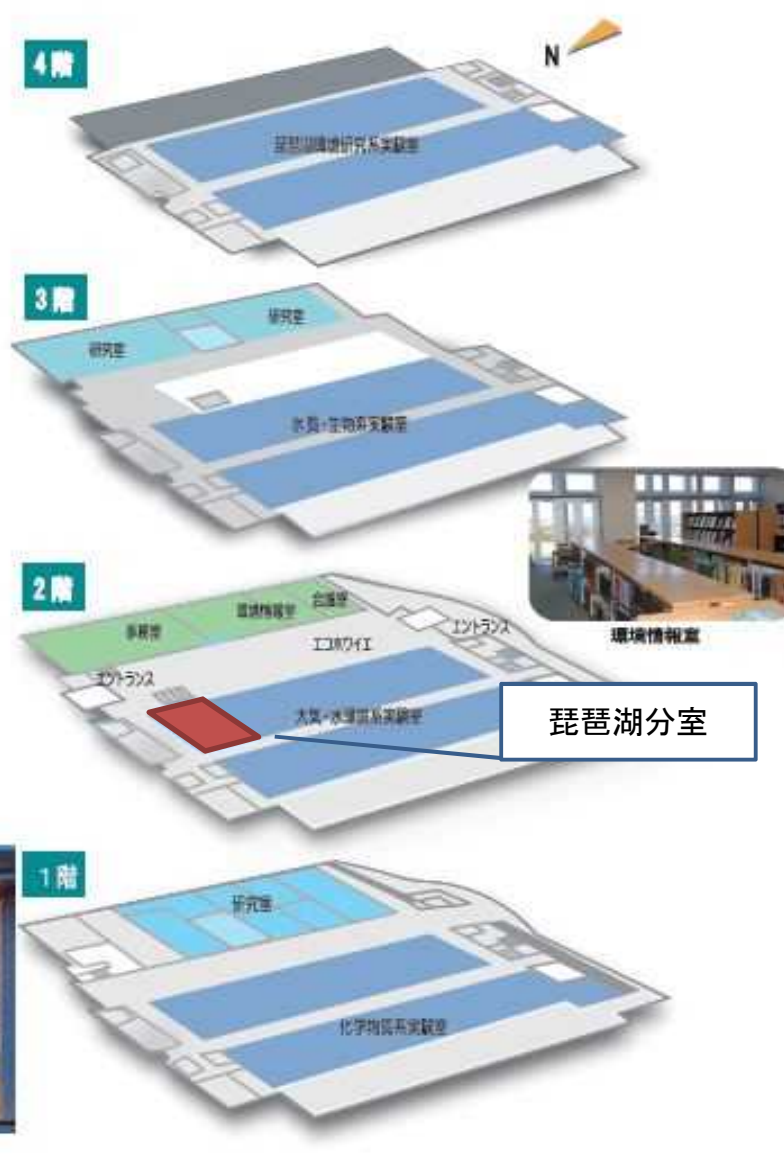 N
4階
琵琶湖環境研究系実験室
3階
研究室
研究室
水質・生物系実験室
2階
事務室
環境情報室
会議室
エントランス
エコホワイエ
エントランス
環境情報室
大気・水環境系実験室
琵琶湖分室
1階
研究室
化学物質系実験室